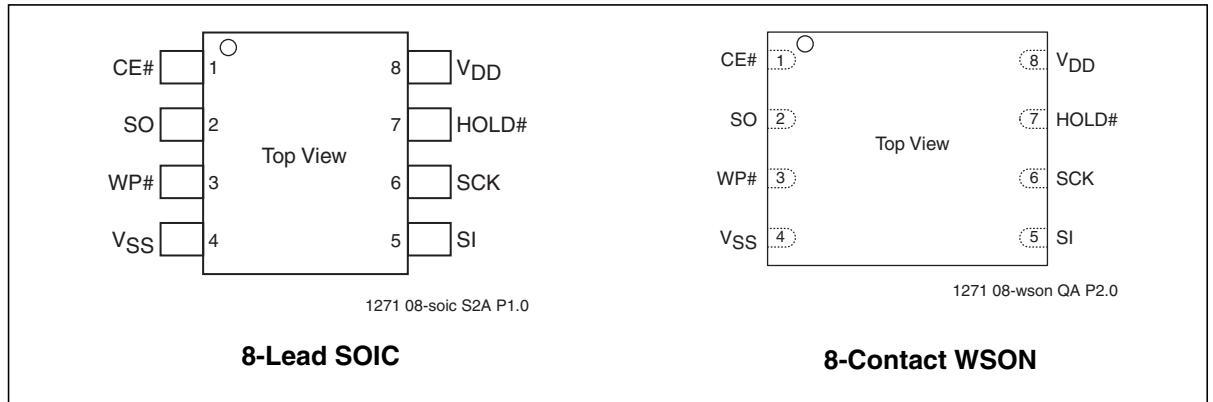 CE# 1 8 VDD
SO 2 7 HOLD#
Top View
WP# 3 6 SCK
VSS 4 5 SI
1271 08-soic S2A P1.0
8-Lead SOIC
CE# 1 8 VDD
SO 2 7 HOLD#
Top View
WP# 3 6 SCK
VSS 4 5 SI
1271 08-wson QA P2.0
8-Contact WSON